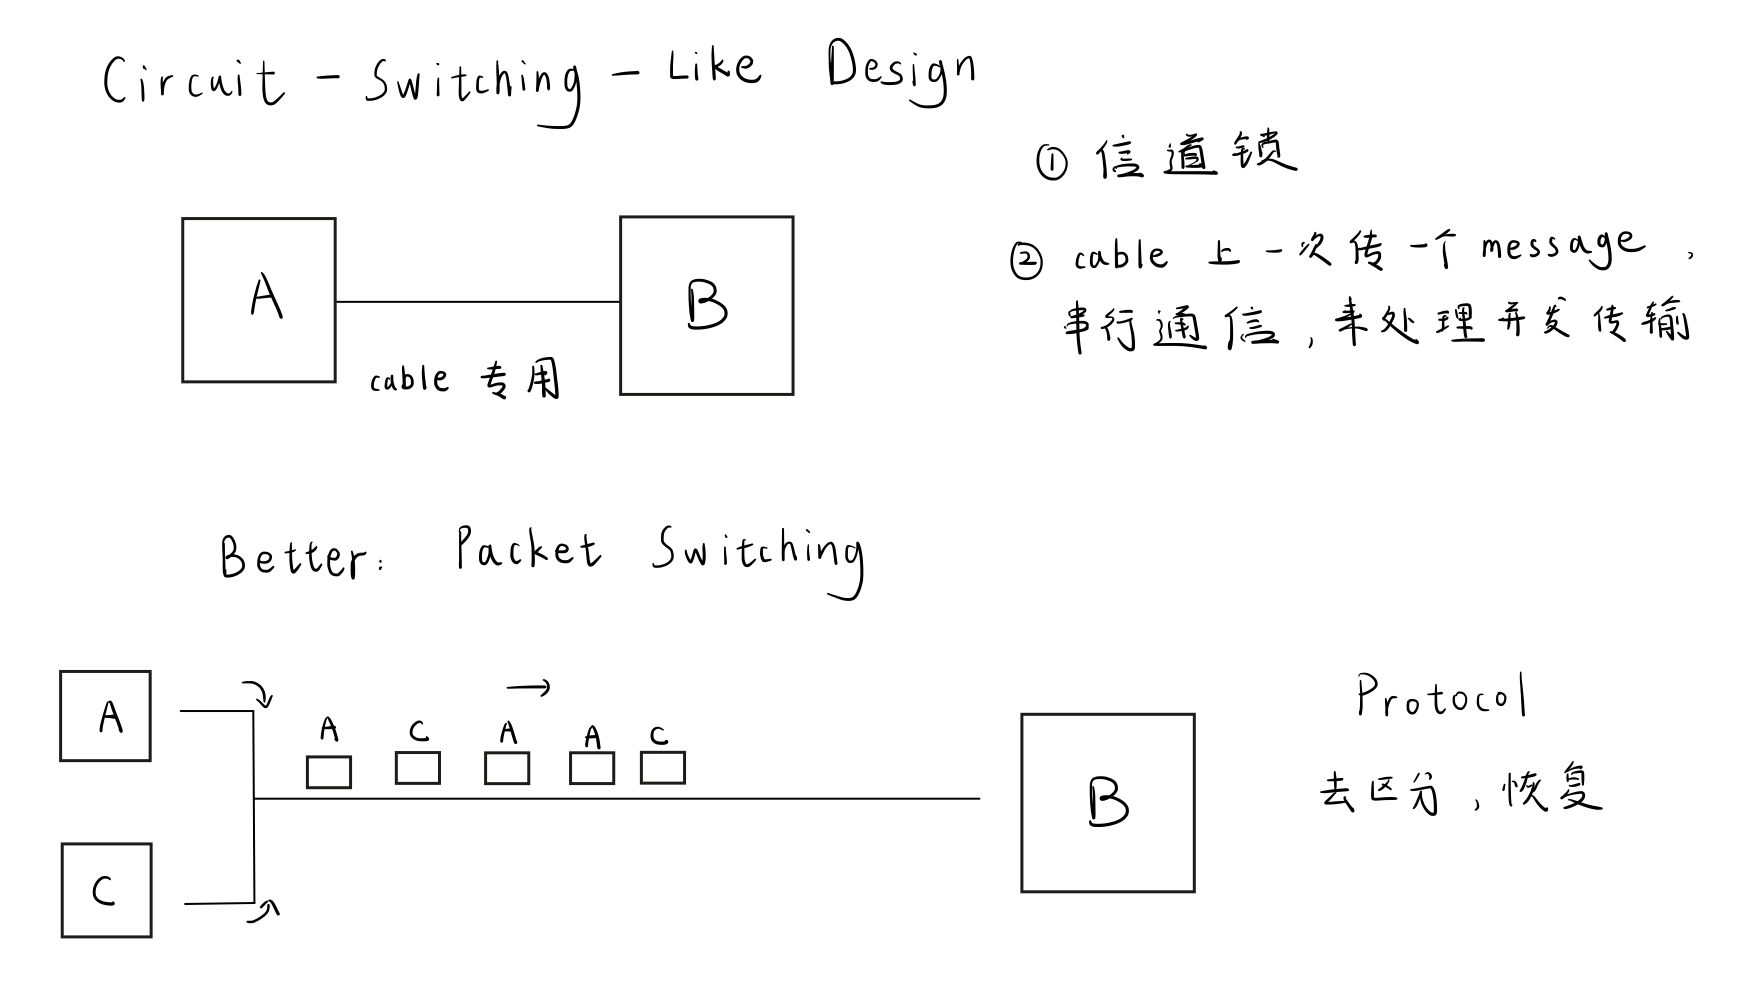 Circuit - Switching - Like Design
① 信道锁
② cable 上一次传一个 message，
串行通信，来处理并发传输
A
B
cable 专用
Better: Packet Switching
A
A C A A C
C
B
Protocol
去区分，恢复